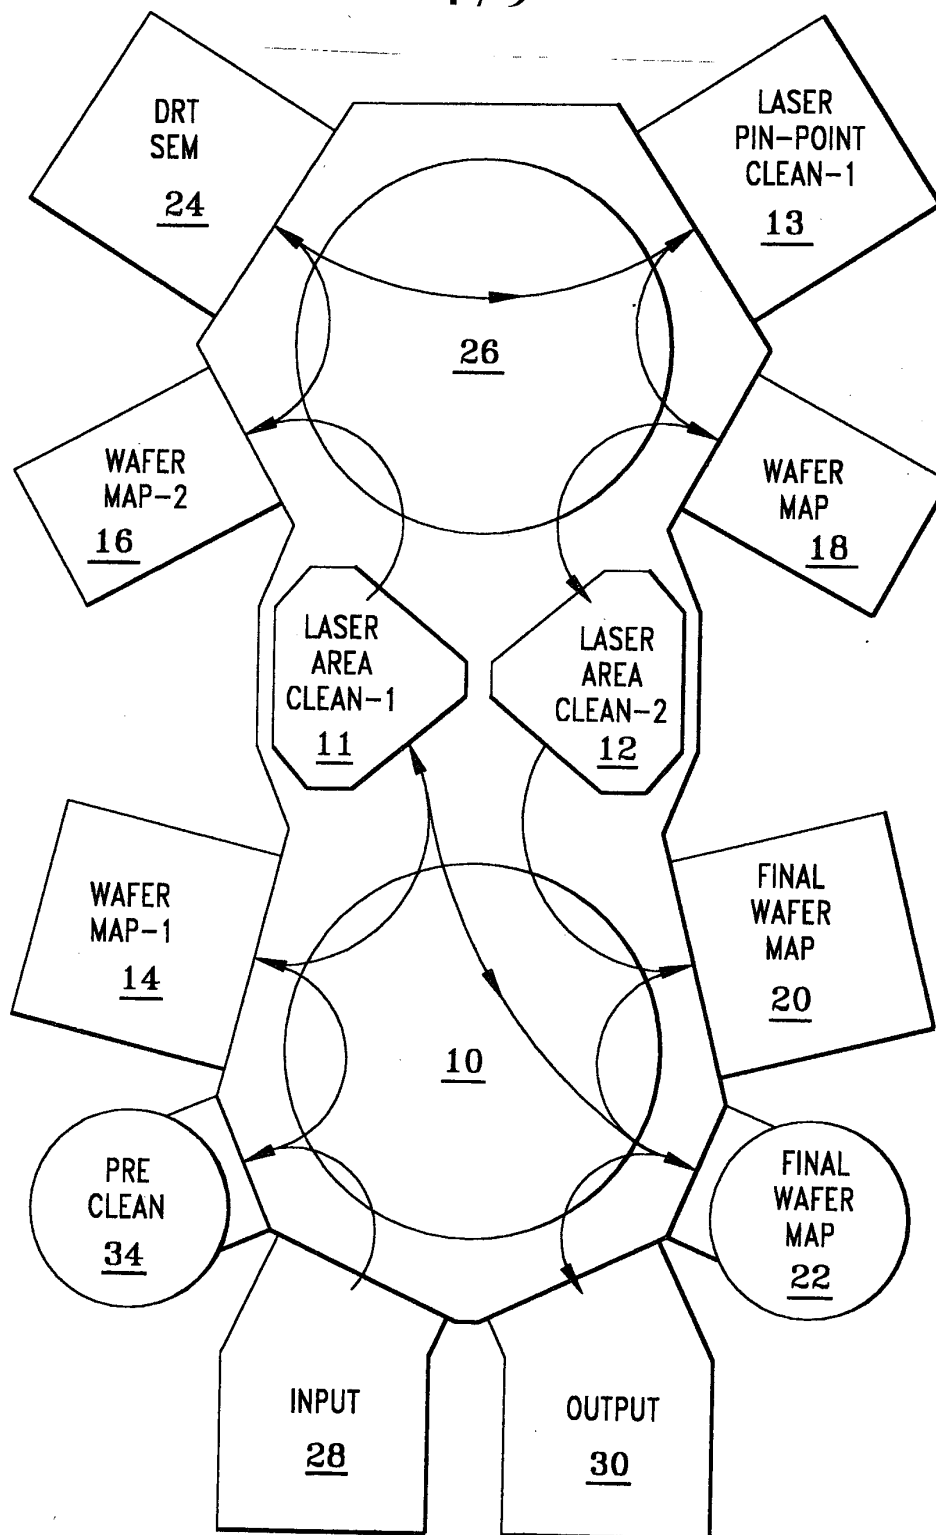 DRT
SEM
24
LASER
PIN-POINT
CLEAN-1
13
26
WAFER
MAP-2
16
WAFER
MAP
18
LASER
AREA
CLEAN-1
11
LASER
AREA
CLEAN-2
12
WAFER
MAP-1
14
FINAL
WAFER
MAP
20
10
PRE
CLEAN
34
FINAL
WAFER
MAP
22
INPUT
28
OUTPUT
30